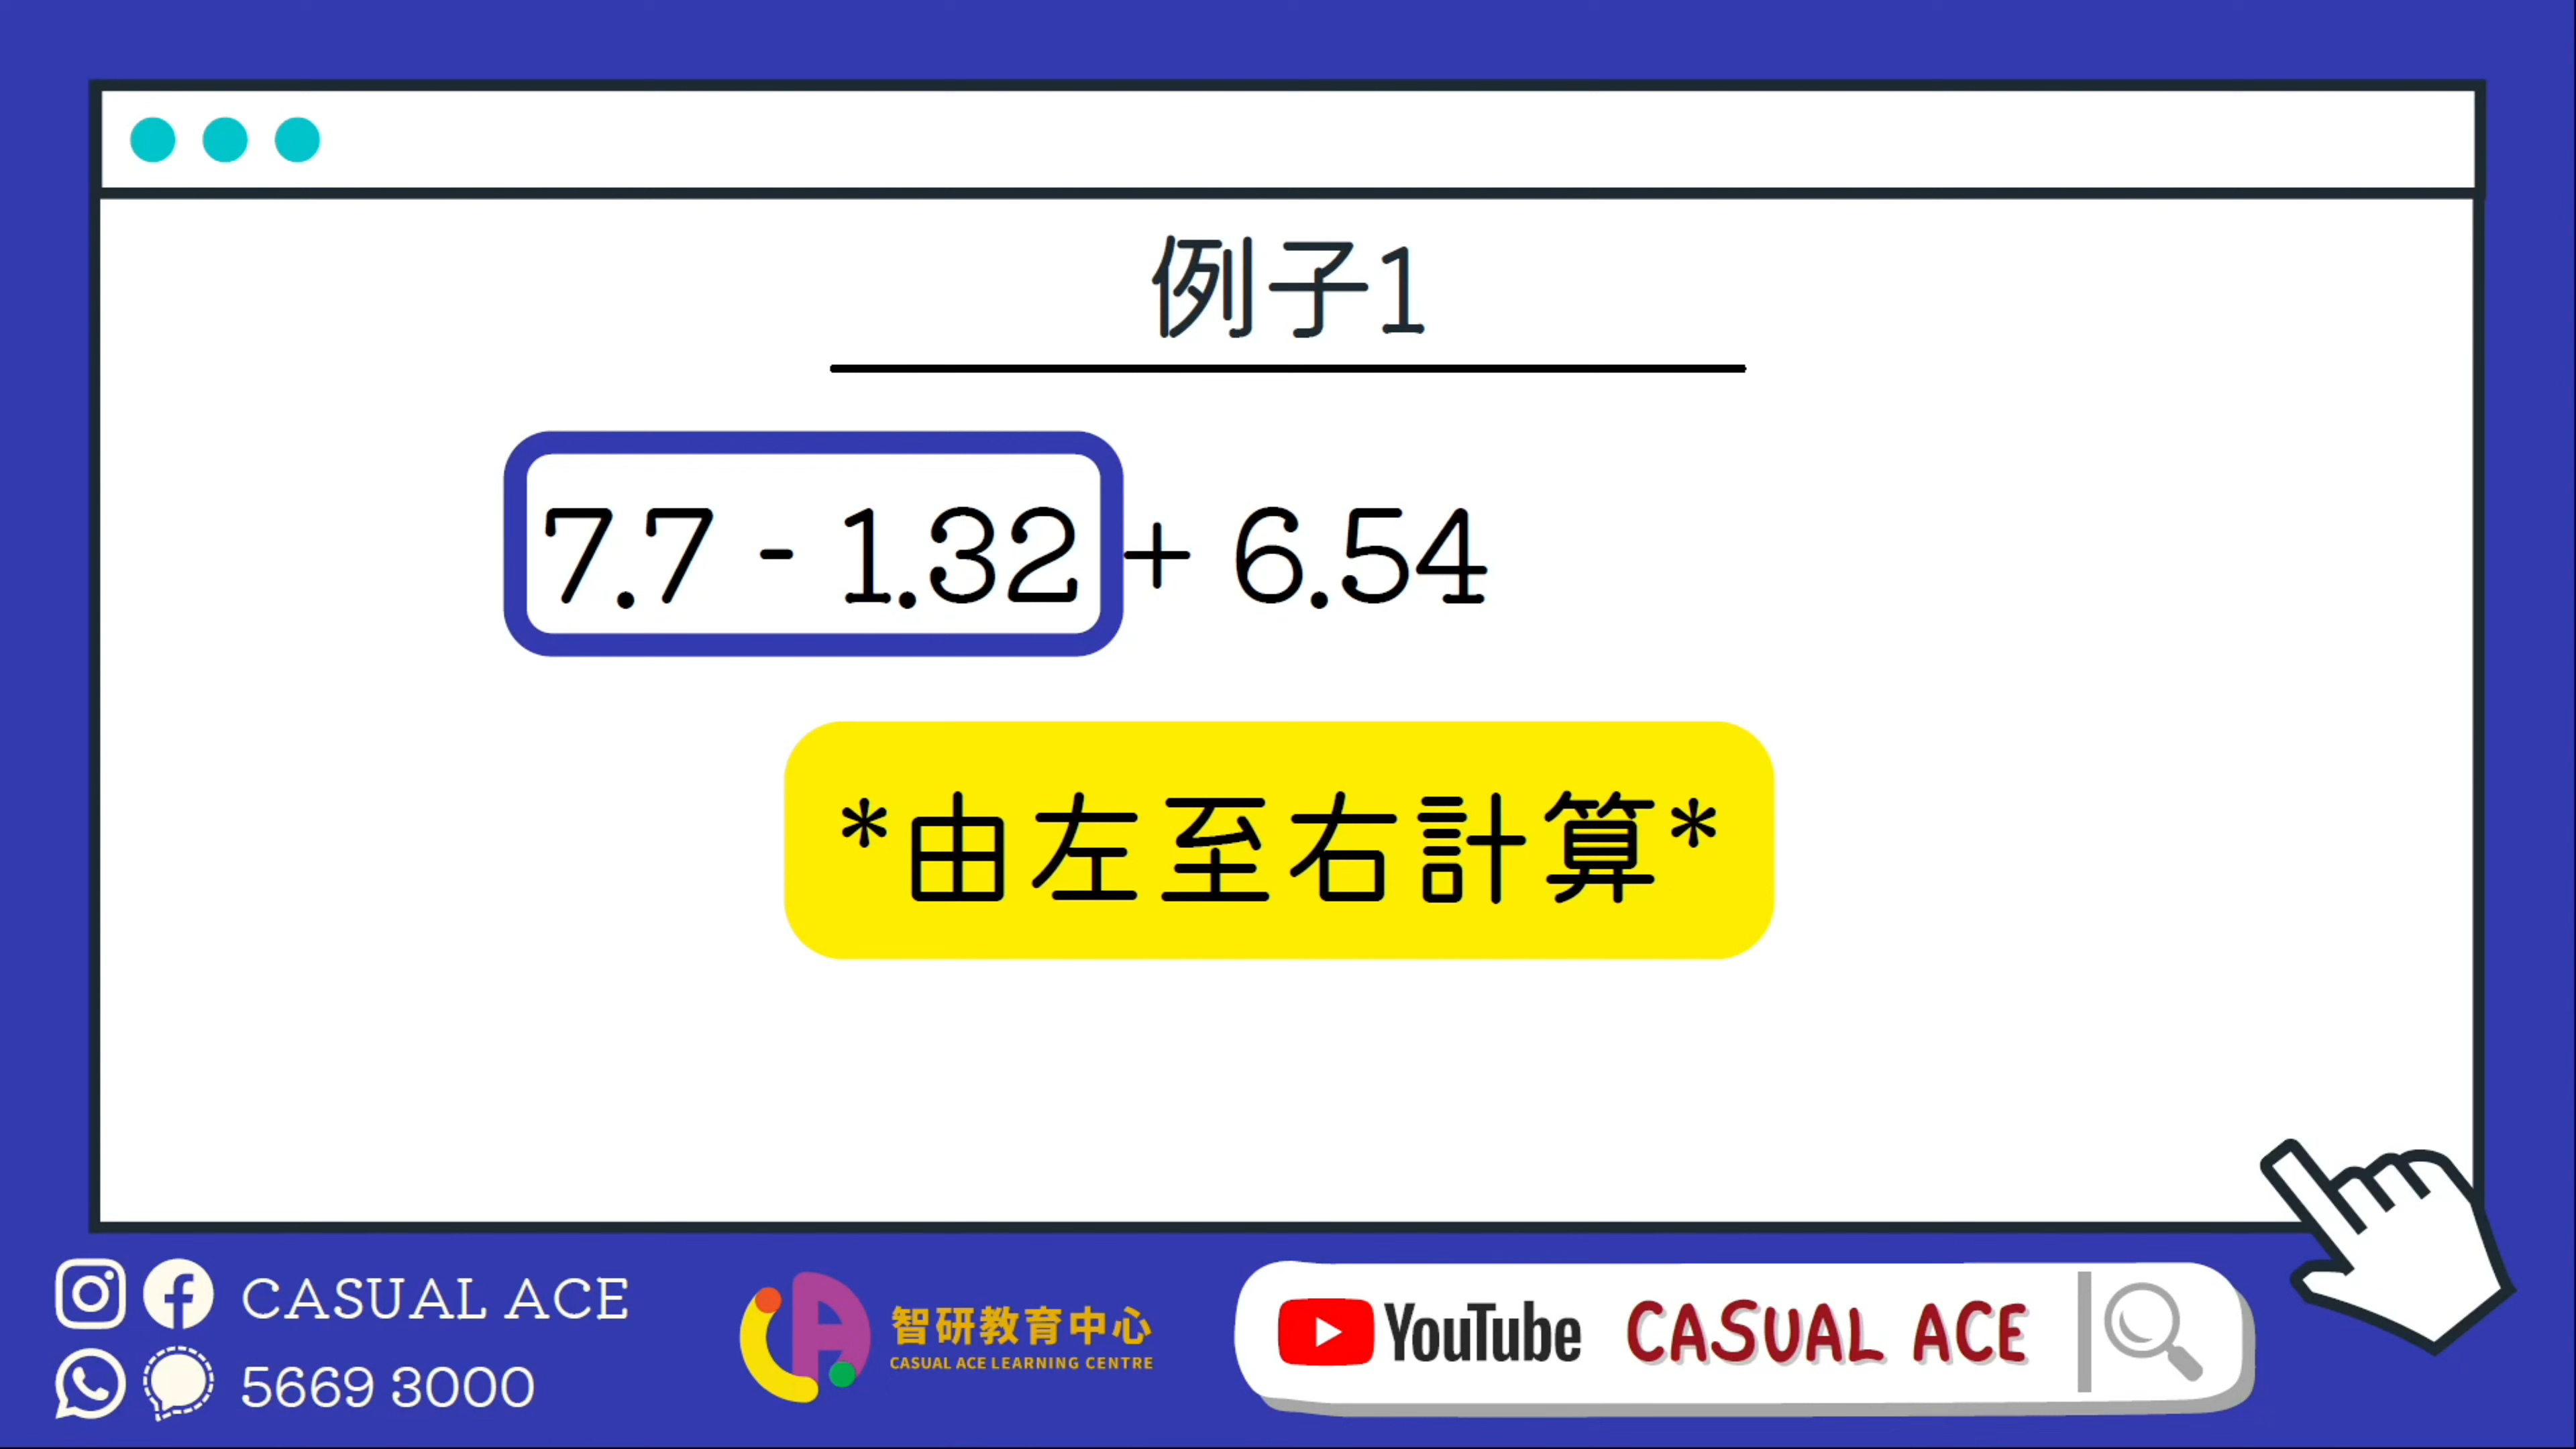 例子1
7.7 - 1.32 + 6.54
*由左至右計算*
CASUAL ACE
5669 3000
智研教育中心
CASUAL ACE LEARNING CENTRE
YouTube CASUAL ACE